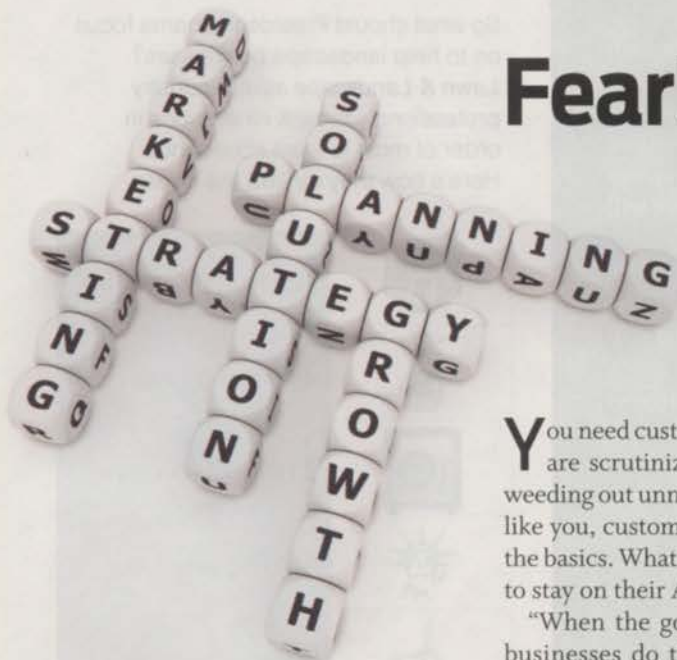 MARKETING
SOLUTION
PLANNING
STRATEGY
GROWTH
Fear
You need cust
are scrutiniz
weeding out unn
like you, custom
the basics. What
to stay on their A
“When the go
businesses do t